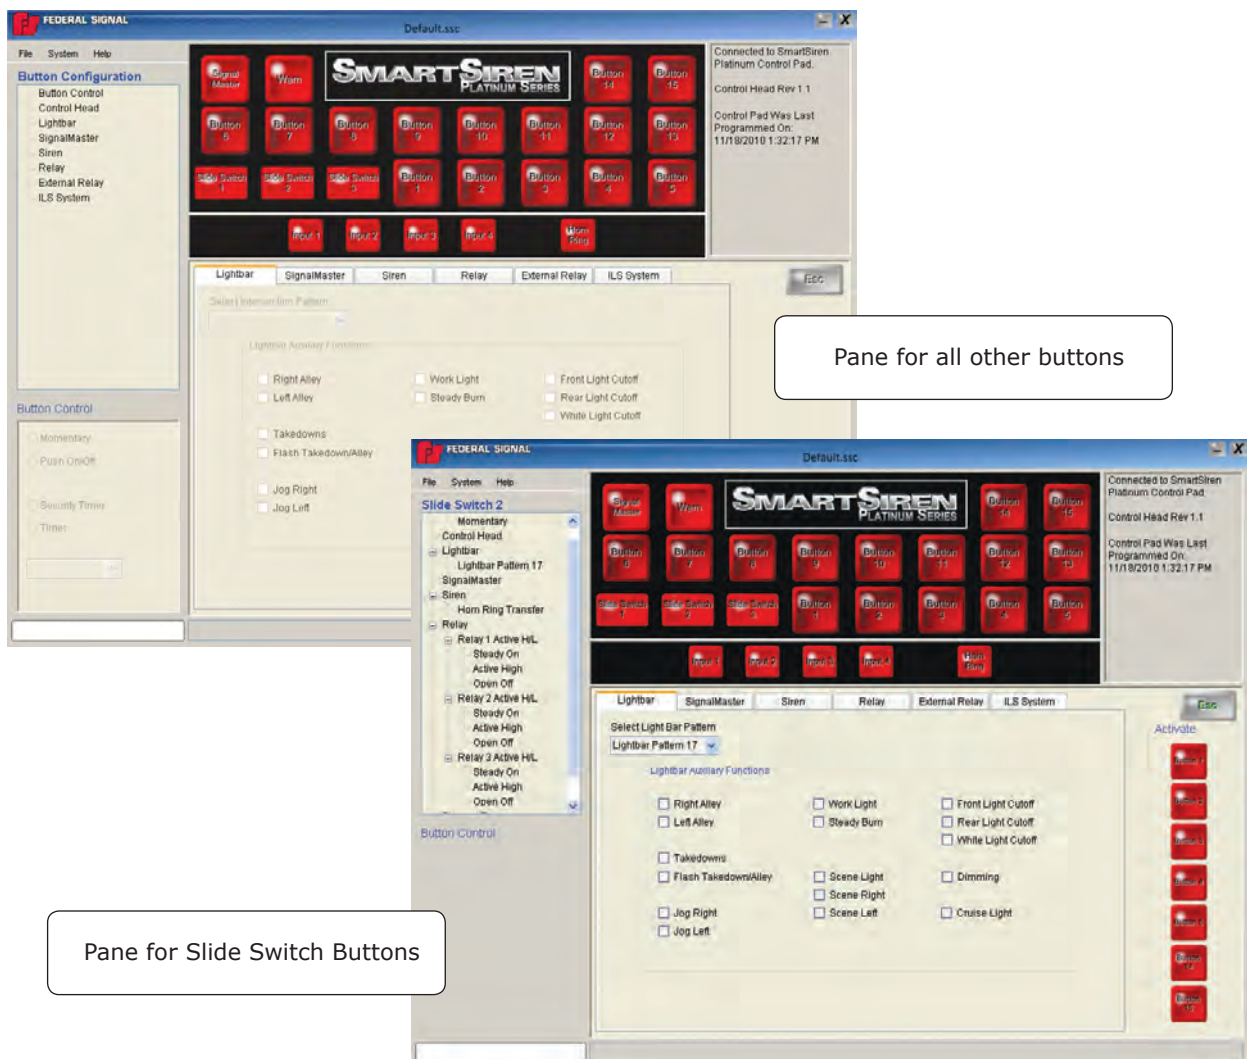 FEDERAL SIGNAL
Default.ssc
X
File System Help
Button Configuration
Button Control
Control Head
Lightbar
SignalMaster
Siren
Relay
External Relay
ILS System
Signal Master
Warn
SMARTSIREN
PLATINUM SERIES
Button 14
Button 15
Button 6
Button 7
Button 8
Button 9
Button 10
Button 11
Button 12
Button 13
Slide Switch 1
Slide Switch 2
Slide Switch 3
Button 1
Button 2
Button 3
Button 4
Button 5
Input 1
Input 2
Input 3
Input 4
Horn Ring
Connected to SmartSiren
Platinum Control Pad.
Control Head Rev 1.1
Control Pad Was Last
Programmed On:
11/18/2010 1:32:17 PM
Lightbar SignalMaster Siren Relay External Relay ILS System
Esc
Select Intersection Pattern
Lightbar Auxiliary Functions
Right Alley Work Light Front Light Cutoff
Left Alley Steady Burn Rear Light Cutoff
White Light Cutoff
Takedowns
Flash Takedown/Alley
Jog Right
Jog Left
Button Control
Momentary
Push On/Off
Security Timer
Timer
Pane for all other buttons
FEDERAL SIGNAL
Default.ssc
X
File System Help
Slide Switch 2
Momentary
Control Head
Lightbar
Lightbar Pattern 17
SignalMaster
Siren
Horn Ring Transfer
Relay
Relay 1 Active H/L
Steady On
Active High
Open Off
Relay 2 Active H/L
Steady On
Active High
Open Off
Relay 3 Active H/L
Steady On
Active High
Open Off
Button Control
Signal Master
Warn
SMARTSIREN
PLATINUM SERIES
Button 14
Button 15
Button 6
Button 7
Button 8
Button 9
Button 10
Button 11
Button 12
Button 13
Slide Switch 1
Slide Switch 2
Slide Switch 3
Button 1
Button 2
Button 3
Button 4
Button 5
Input 1
Input 2
Input 3
Input 4
Horn Ring
Connected to SmartSiren
Platinum Control Pad.
Control Head Rev 1.1
Control Pad Was Last
Programmed On:
11/18/2010 1:32:17 PM
Lightbar SignalMaster Siren Relay External Relay ILS System
Esc
Select Light Bar Pattern
Lightbar Pattern 17
Lightbar Auxiliary Functions
Right Alley Work Light Front Light Cutoff
Left Alley Steady Burn Rear Light Cutoff
White Light Cutoff
Takedowns
Flash Takedown/Alley Scene Light Dimming
Scene Right
Jog Right Scene Left Cruise Light
Jog Left
Activate
Button 1
Button 2
Button 3
Button 4
Button
Button
Button
Pane for Slide Switch Buttons